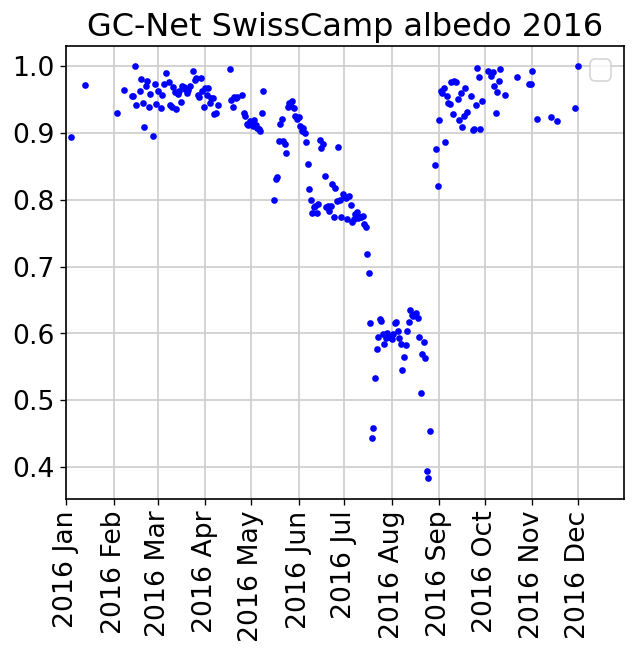 GC-Net SwissCamp albedo 2016
1.0
0.9
0.8
0.7
0.6
0.5
0.4
2016 Jan
2016 Feb
2016 Mar
2016 Apr
2016 May
2016 Jun
2016 Jul
2016 Aug
2016 Sep
2016 Oct
2016 Nov
2016 Dec